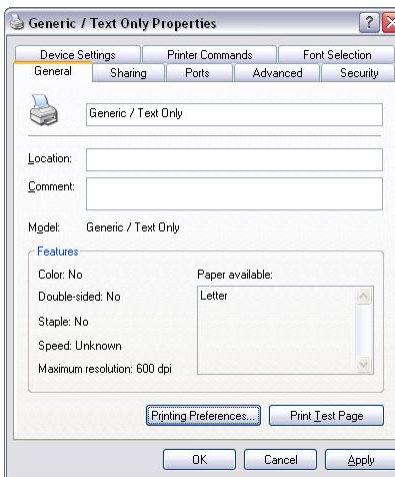 Generic / Text Only Properties
?
Device Settings Printer Commands Font Selection
General Sharing Ports Advanced Security
Generic / Text Only
Location:
Comment:
Model: Generic / Text Only
Features
Color: No Paper available:
Double-sided: No Letter
Staple: No
Speed: Unknown
Maximum resolution: 600 dpi
Printing Preferences... Print Test Page
OK Cancel Apply